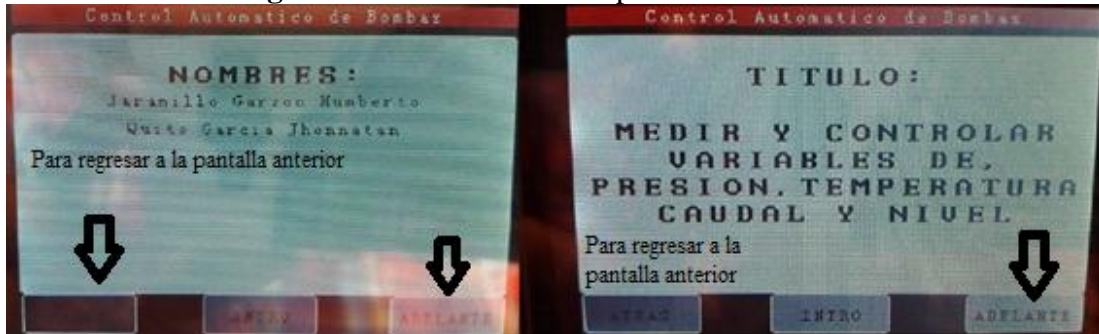 Control Automatico de Bombas
NOMBRES:
Jaramillo Garzon Humberto
Quito Garcia Jhonnatan
Para regresar a la pantalla anterior
INTRO
ADELANTE
Control Automatico de Bombas
TITULO:
MEDIR Y CONTROLAR
VARIABLES DE,
PRESION, TEMPERATURA
CAUDAL Y NIVEL
Para regresar a la
pantalla anterior
ATRAS
INTRO
ADELANTE